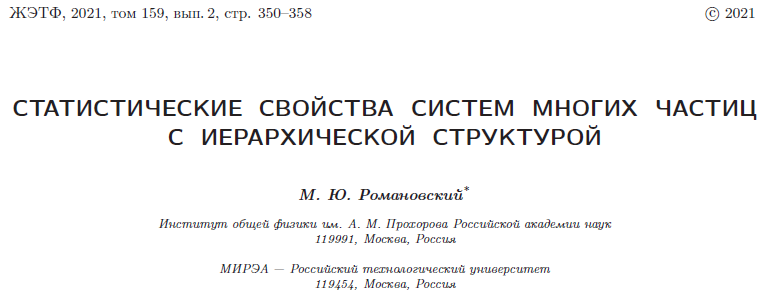 ЖЭТФ, 2021, том 159, вып. 2, стр. 350–358
© 2021
СТАТИСТИЧЕСКИЕ СВОЙСТВА СИСТЕМ МНОГИХ ЧАСТИЦ
С ИЕРАРХИЧЕСКОЙ СТРУКТУРОЙ
М. Ю. Романовский*
Институт общей физики им. А. М. Прохорова Российской академии наук
119991, Москва, Россия
МИРЭА — Российский технологический университет
119454, Москва, Россия